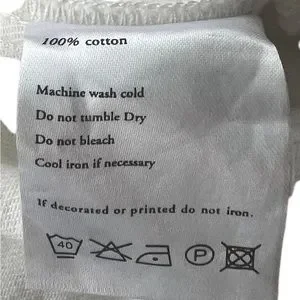 100% cotton
Machine wash cold
Do not tumble Dry
Do not bleach
Cool iron if necessary
If decorated or printed do not iron.
40 P